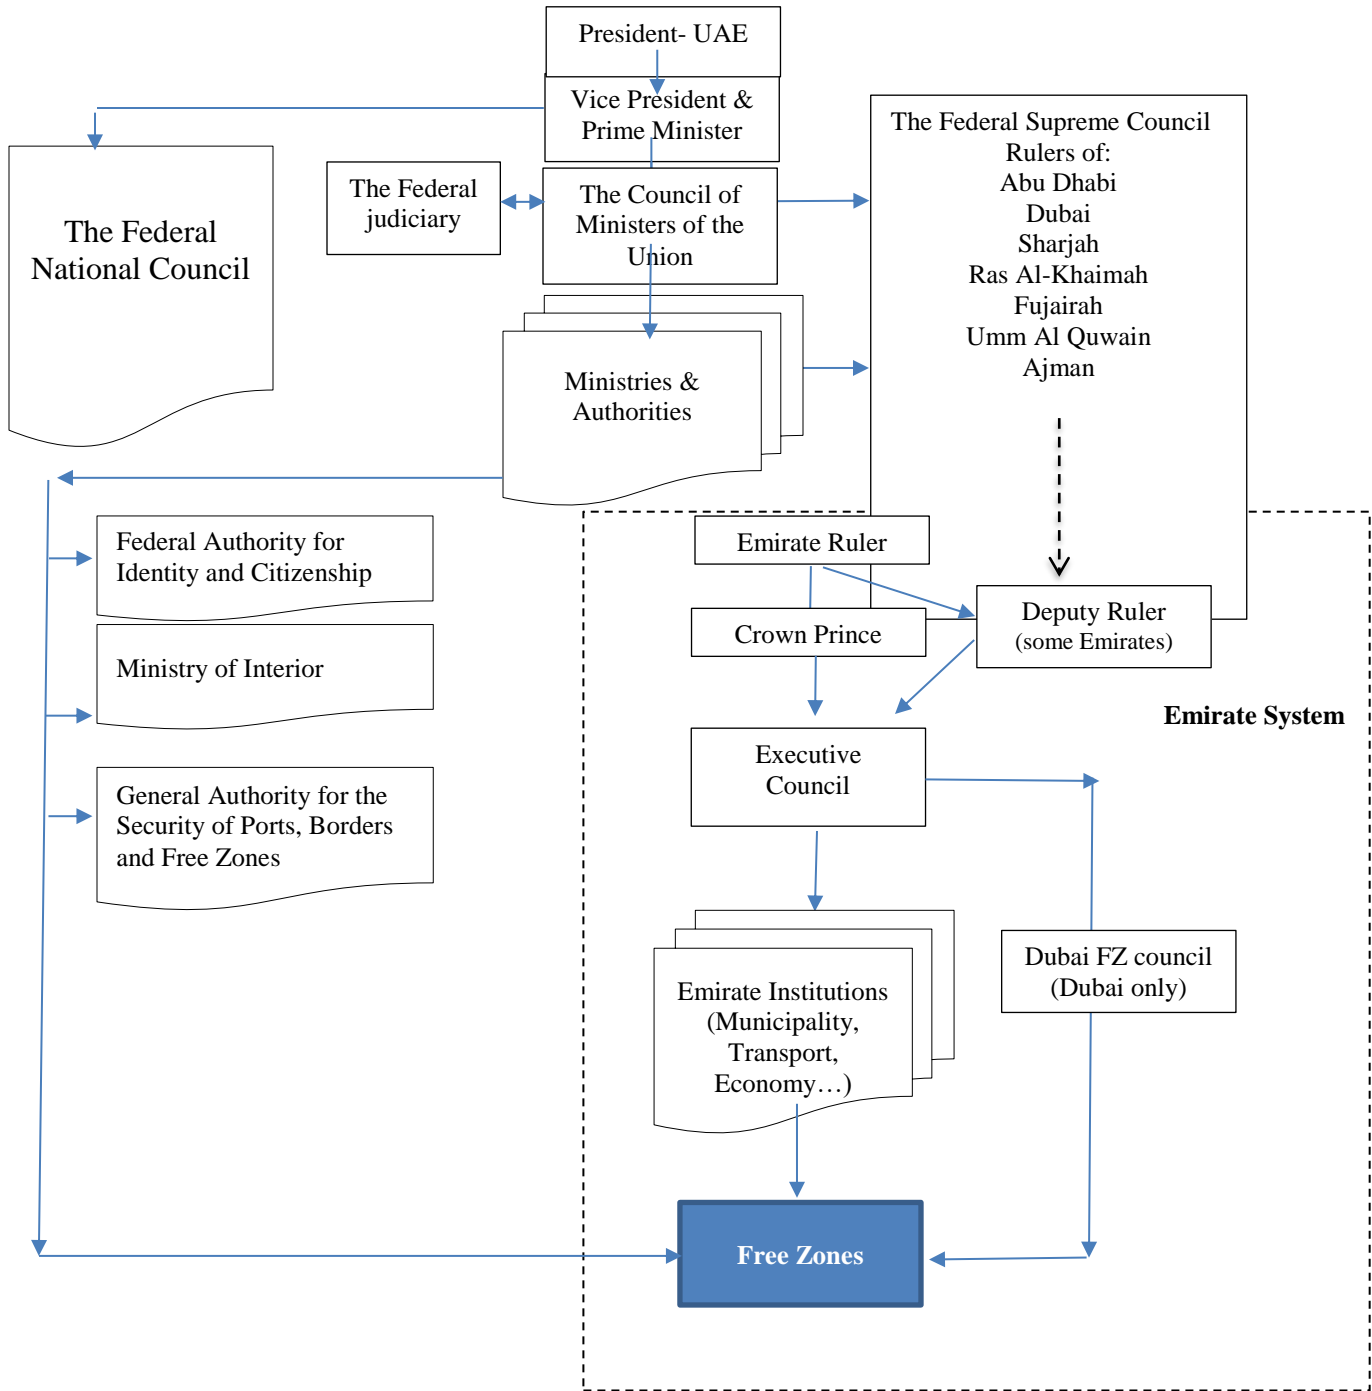 President- UAE
Vice President &
Prime Minister
The Federal Supreme Council
Rulers of:
Abu Dhabi
Dubai
Sharjah
Ras Al-Khaimah
Fujairah
Umm Al Quwain
Ajman
The Federal
judiciary
The Council of
Ministers of the
Union
The Federal
National Council
Ministries &
Authorities
Federal Authority for
Identity and Citizenship
Ministry of Interior
General Authority for the
Security of Ports, Borders
and Free Zones
Emirate Ruler
Crown Prince
Deputy Ruler
(some Emirates)
Emirate System
Executive
Council
Dubai FZ council
(Dubai only)
Emirate Institutions
(Municipality,
Transport,
Economy…)
Free Zones